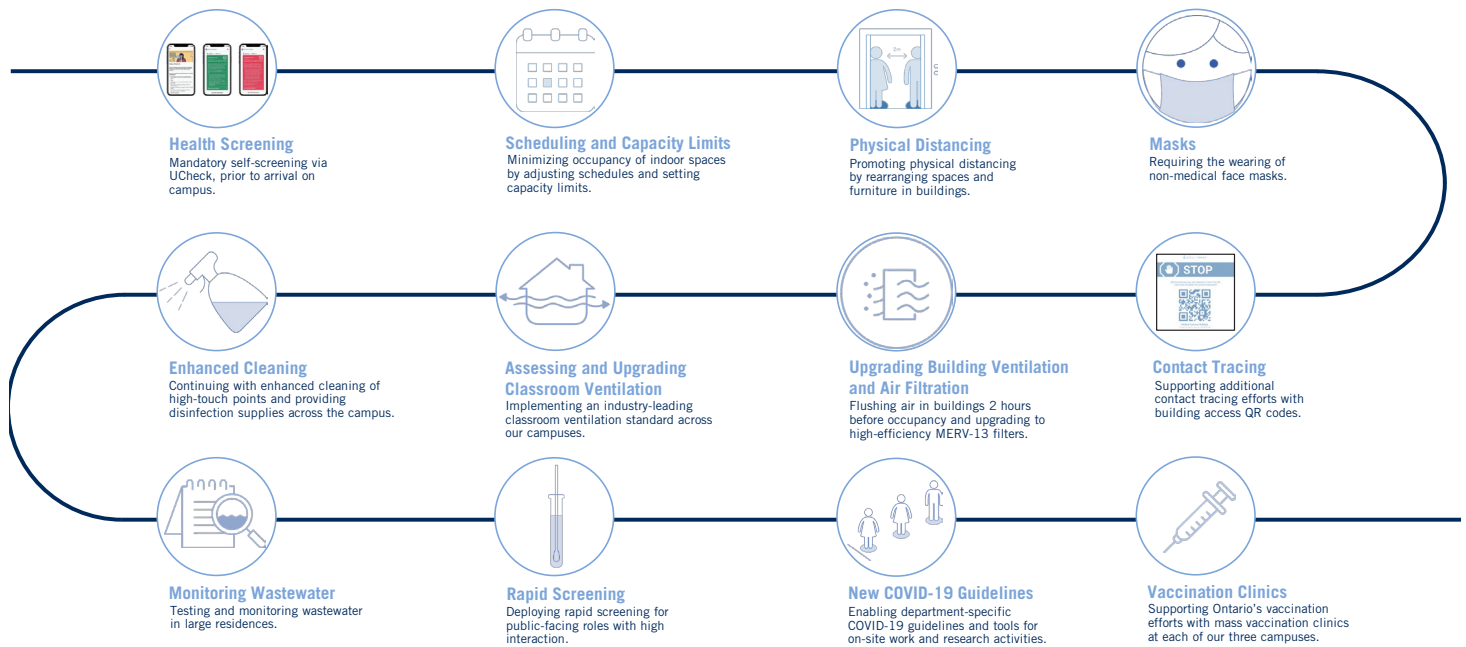 Health Screening
Mandatory self-screening via
UCheck, prior to arrival on
campus.
Scheduling and Capacity Limits
Minimizing occupancy of indoor spaces
by adjusting schedules and setting
capacity limits.
2m
Physical Distancing
Promoting physical distancing
by rearranging spaces and
furniture in buildings.
Masks
Requiring the wearing of
non-medical face masks.
Enhanced Cleaning
Continuing with enhanced cleaning of
high-touch points and providing
disinfection supplies across the campus.
Assessing and Upgrading
Classroom Ventilation
Implementing an industry-leading
classroom ventilation standard across
our campuses.
Upgrading Building Ventilation
and Air Filtration
Flushing air in buildings 2 hours
before occupancy and upgrading to
high-efficiency MERV-13 filters.
STOP
Contact Tracing
Supporting additional
contact tracing efforts with
building access QR codes.
Monitoring Wastewater
Testing and monitoring wastewater
in large residences.
Rapid Screening
Deploying rapid screening for
public-facing roles with high
interaction.
New COVID-19 Guidelines
Enabling department-specific
COVID-19 guidelines and tools for
on-site work and research activities.
Vaccination Clinics
Supporting Ontario's vaccination
efforts with mass vaccination clinics
at each of our three campuses.